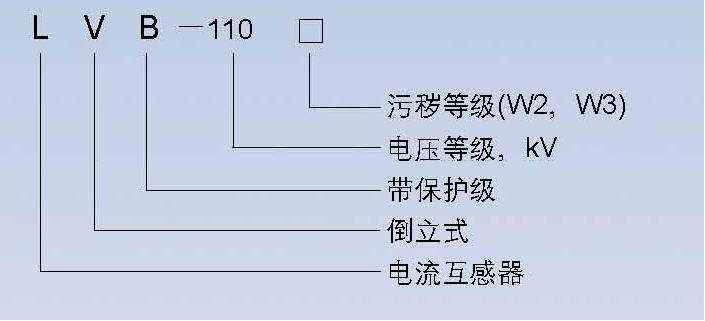 L V B -110 □
污秽等级(W2, W3)
电压等级, kV
带保护级
倒立式
电流互感器